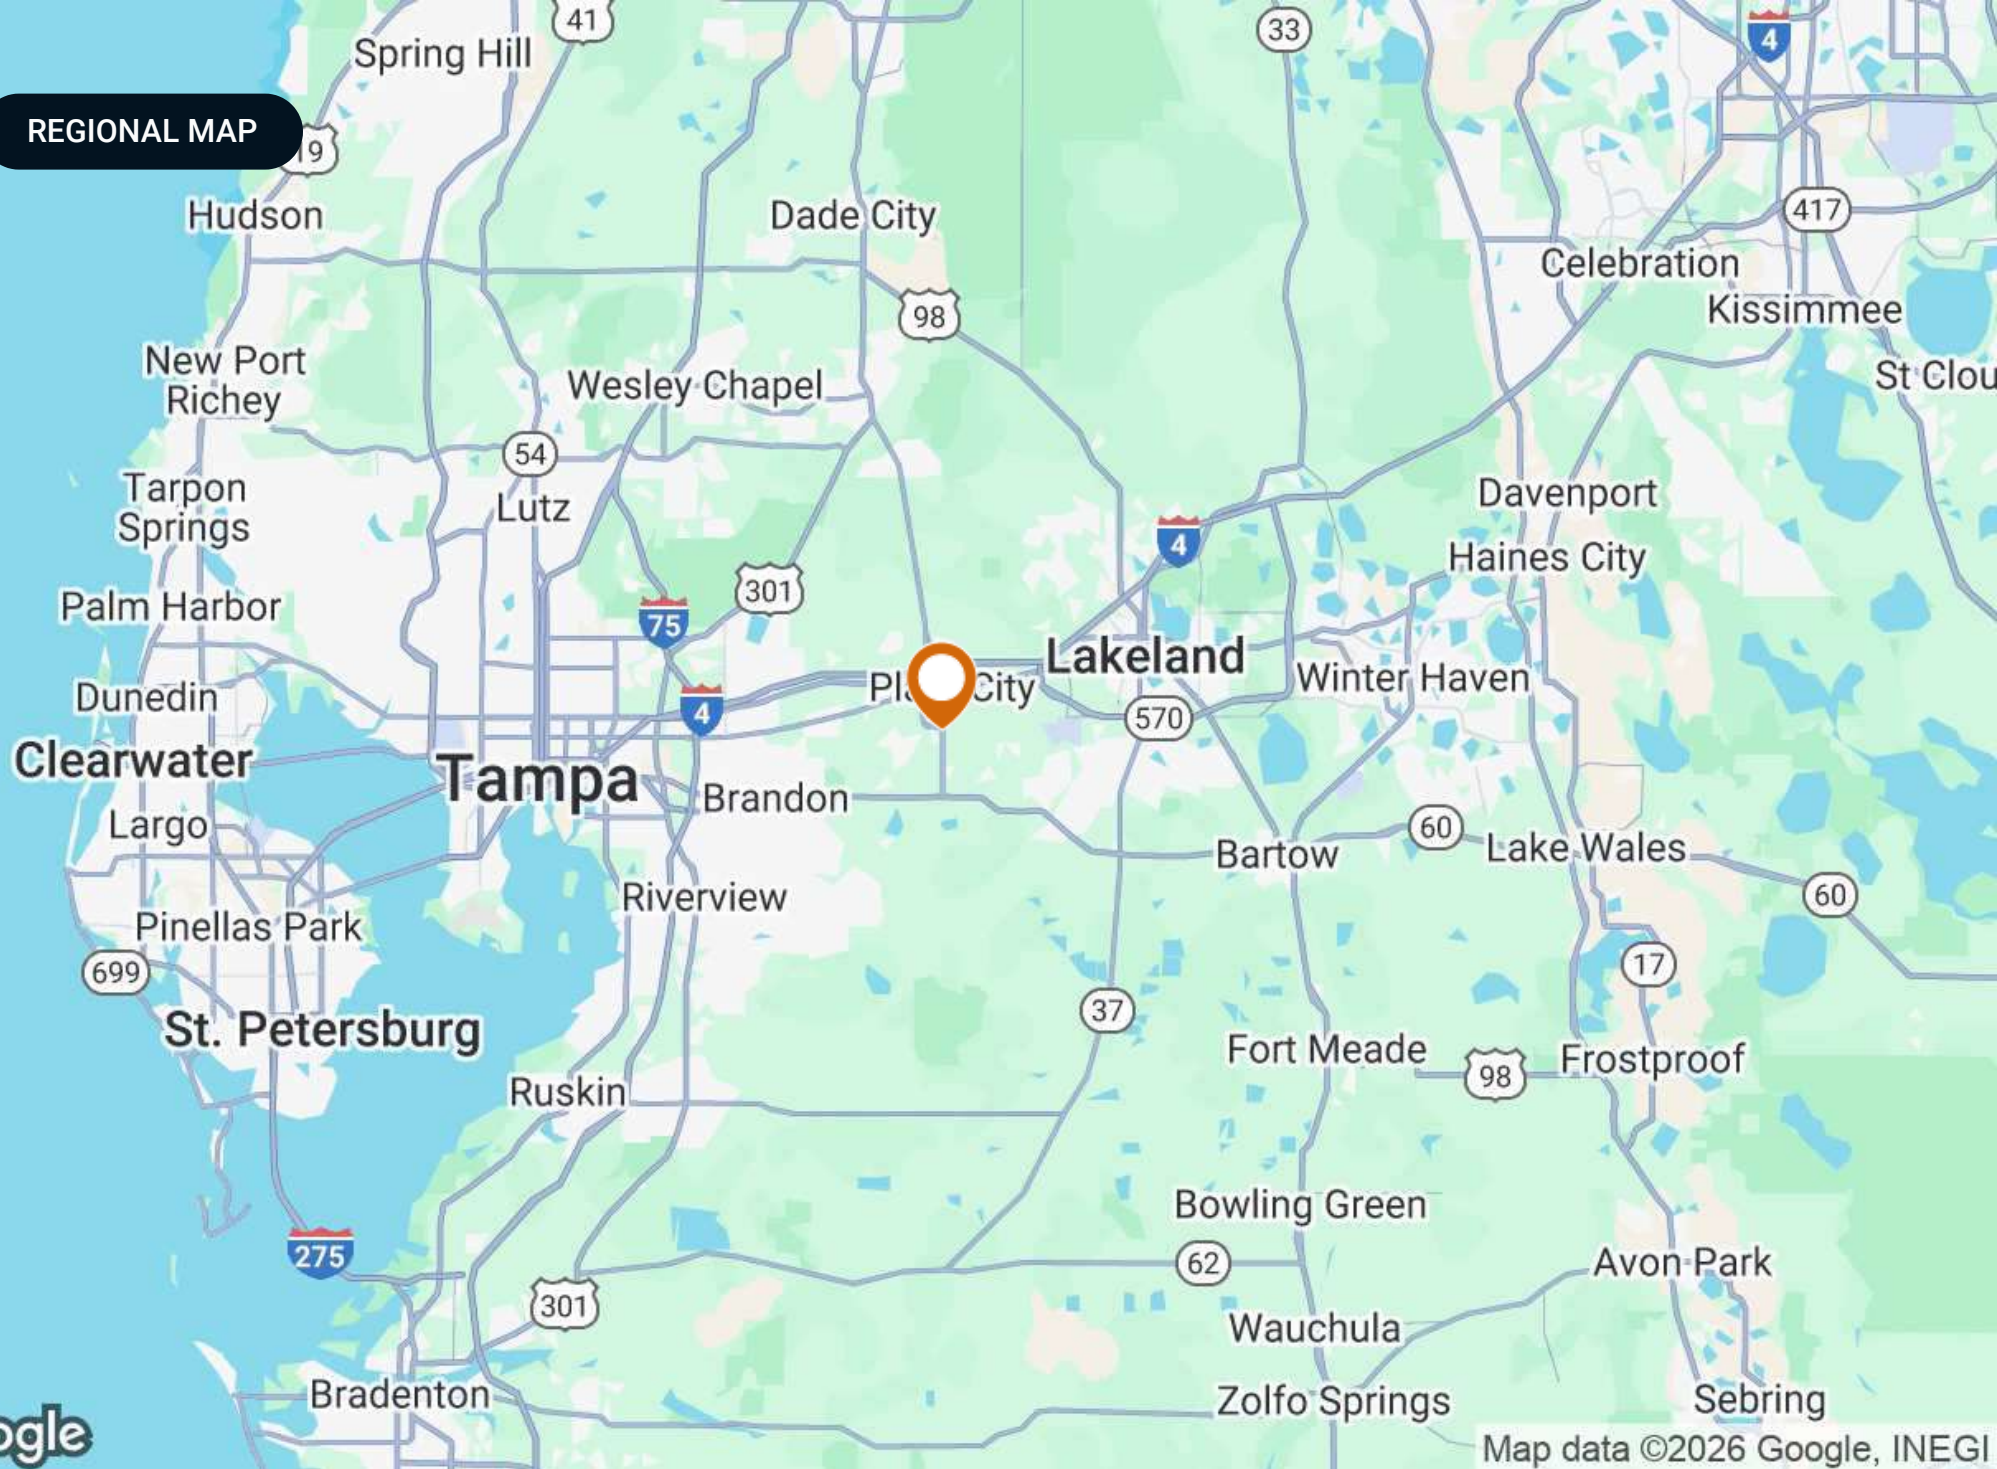 41
33
4
Spring Hill
REGIONAL MAP
19
Hudson
Dade City
417
Celebration
98
Kissimmee
New Port
Richey
Wesley Chapel
St Clou
54
Tarpon
Springs
Lutz
Davenport
4
Haines City
301
Palm Harbor
75
Lakeland
Winter Haven
Pla City
Dunedin
4
570
Clearwater
Tampa
Brandon
Largo
60
Bartow
Lake Wales
60
Riverview
Pinellas Park
699
17
37
St. Petersburg
Fort Meade
Frostproof
98
Ruskin
Bowling Green
275
62
Avon Park
301
Wauchula
Bradenton
Zolfo Springs
Sebring
ogle
Map data ©2026 Google, INEGI